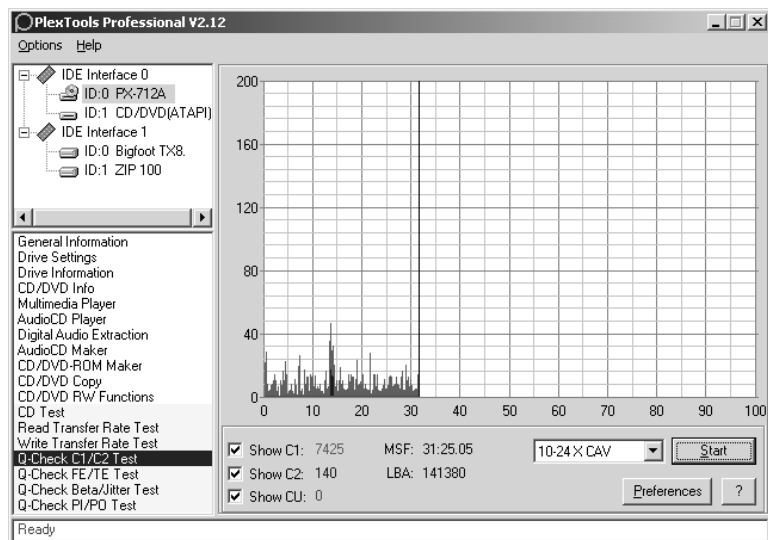 PlexTools Professional V2.12
Options Help
IDE Interface 0
ID:0 PX-712A
ID:1 CD/DVD(ATAPI)
IDE Interface 1
ID:0 Bigfoot TX8.
ID:1 ZIP 100
General Information
Drive Settings
Drive Information
CD/DVD Info
Multimedia Player
AudioCD Player
Digital Audio Extraction
AudioCD Maker
CD/DVD-ROM Maker
CD/DVD Copy
CD/DVD RW Functions
CD Test
Read Transfer Rate Test
Write Transfer Rate Test
Q-Check C1/C2 Test
Q-Check FE/TE Test
Q-Check Beta/Jitter Test
Q-Check PI/PO Test
200
160
120
80
40
0
0 10 20 30 40 50 60 70 80 90 100
Show C1: 7425 MSF: 31:25.05 10-24 X CAV Start
Show C2: 140 LBA: 141380
Show CU: 0 Preferences ?
Ready